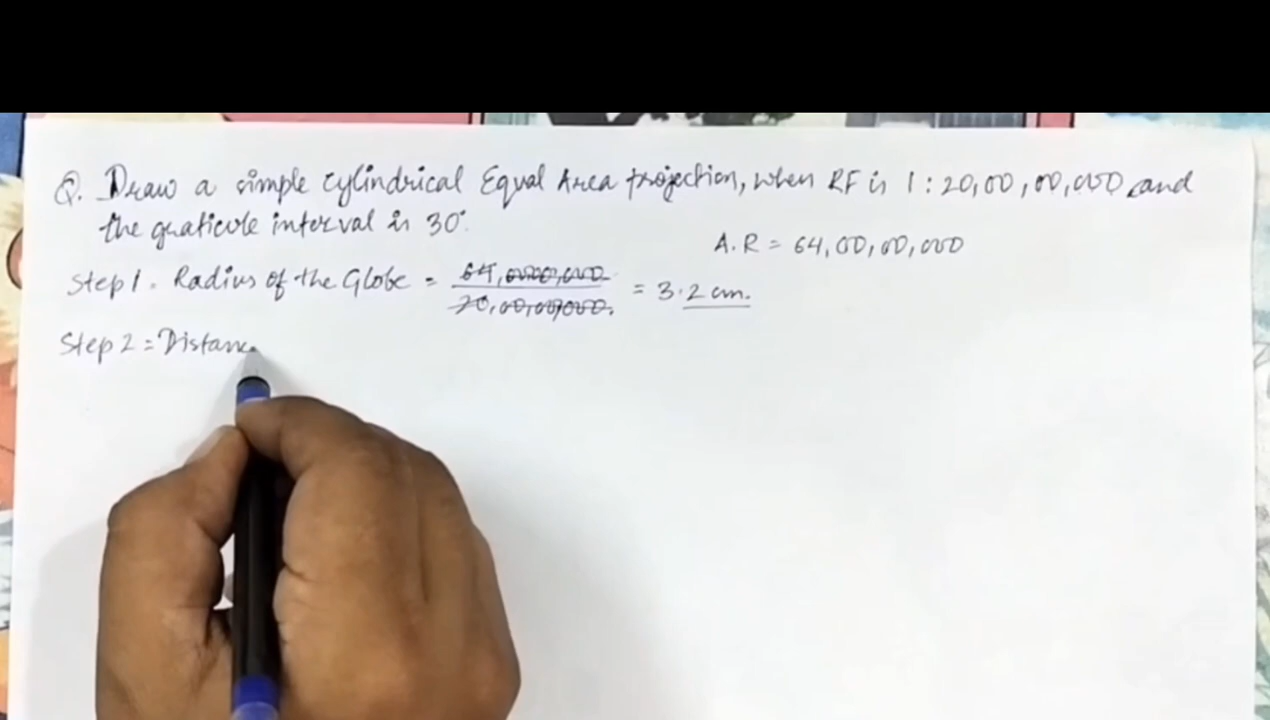 Q. Draw a simple cylindrical Equal Area projection, when RF is 1:20,00,00,000 and
the graticule interval is 30°.
A.R = 64,00,00,000
Step 1. Radius of the Globe = 64,0000,000 / 20,00,00,000. = 3.2 cm.
Step 2 = Distanc